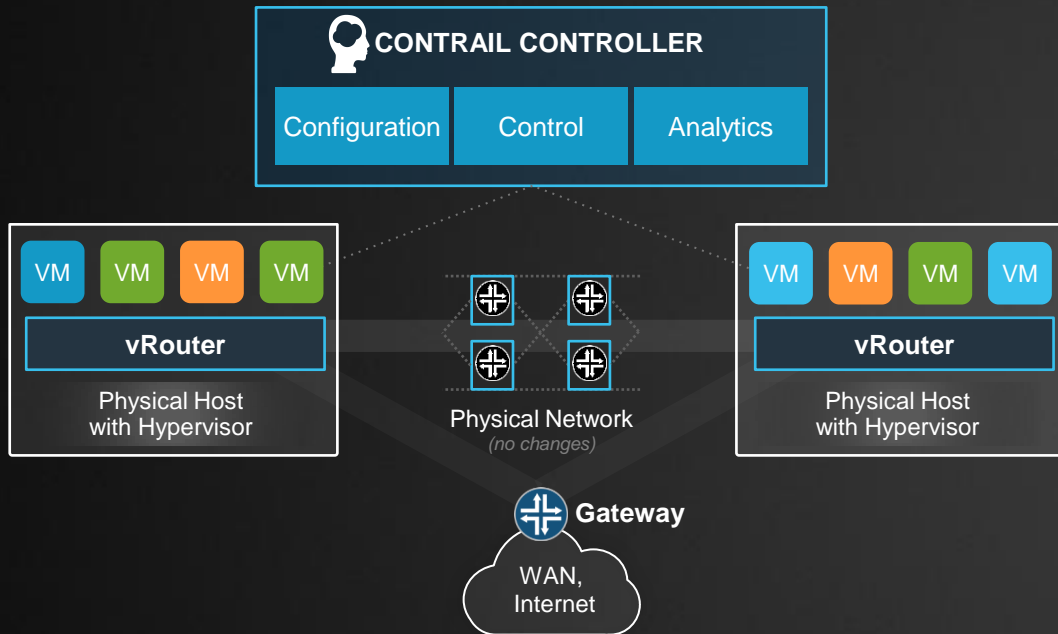 CONTRAIL CONTROLLER
Configuration
Control
Analytics
VM
VM
VM
VM
vRouter
Physical Host
with Hypervisor
Physical Network
(no changes)
VM
VM
VM
VM
vRouter
Physical Host
with Hypervisor
Gateway
WAN,
Internet